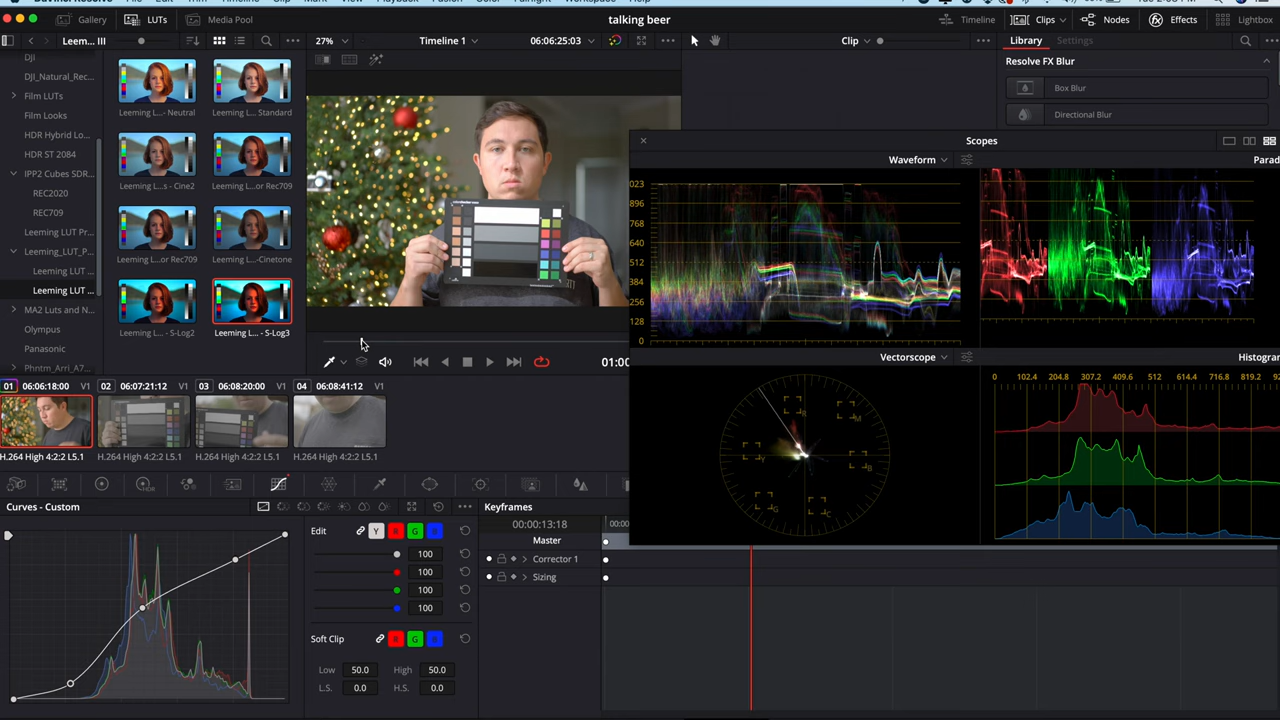 talking beer
Gallery LUTs Media Pool Timeline Clips Nodes Effects Lightbox
Leem... III 27% Timeline 1 06:06:25:03 Clip Library Settings
DJI
DJI_Natural_Rec...
Film LUTs
Film Looks
HDR Hybrid Lo...
HDR ST 2084
IPP2 Cubes SDR...
REC2020
REC709
Leeming LUT Pr...
Leeming_LUT_P...
Leeming LUT ...
Leeming LUT ...
MA2 Luts and N...
Olympus
Panasonic
Phntm_Arri_A7...
Leeming L...- Neutral
Leeming L... Standard
Leeming L...s - Cine2
Leeming L...or Rec709
Leeming L...or Rec709
Leeming L...-Cinetone
Leeming L... - S-Log2
Leeming L... - S-Log3
Resolve FX Blur
Box Blur
Directional Blur
Scopes
Waveform
Parad
896
768
640
512
384
256
128
0
Vectorscope
R
M
Y
B
G
C
Histogram
0 102.4 204.8 307.2 409.6 512 614.4 716.8 819.2
01:00
01 06:06:18:00 V1
H.264 High 4:2:2 L5.1
02 06:07:21:12 V1
H.264 High 4:2:2 L5.1
03 06:08:20:00 V1
H.264 High 4:2:2 L5.1
04 06:08:41:12 V1
H.264 High 4:2:2 L5.1
Curves - Custom
Edit Y R G B
100
100
100
100
Soft Clip R G B
Low 50.0 High 50.0
L.S. 0.0 H.S. 0.0
Keyframes
00:00:13:18
Master
Corrector 1
Sizing